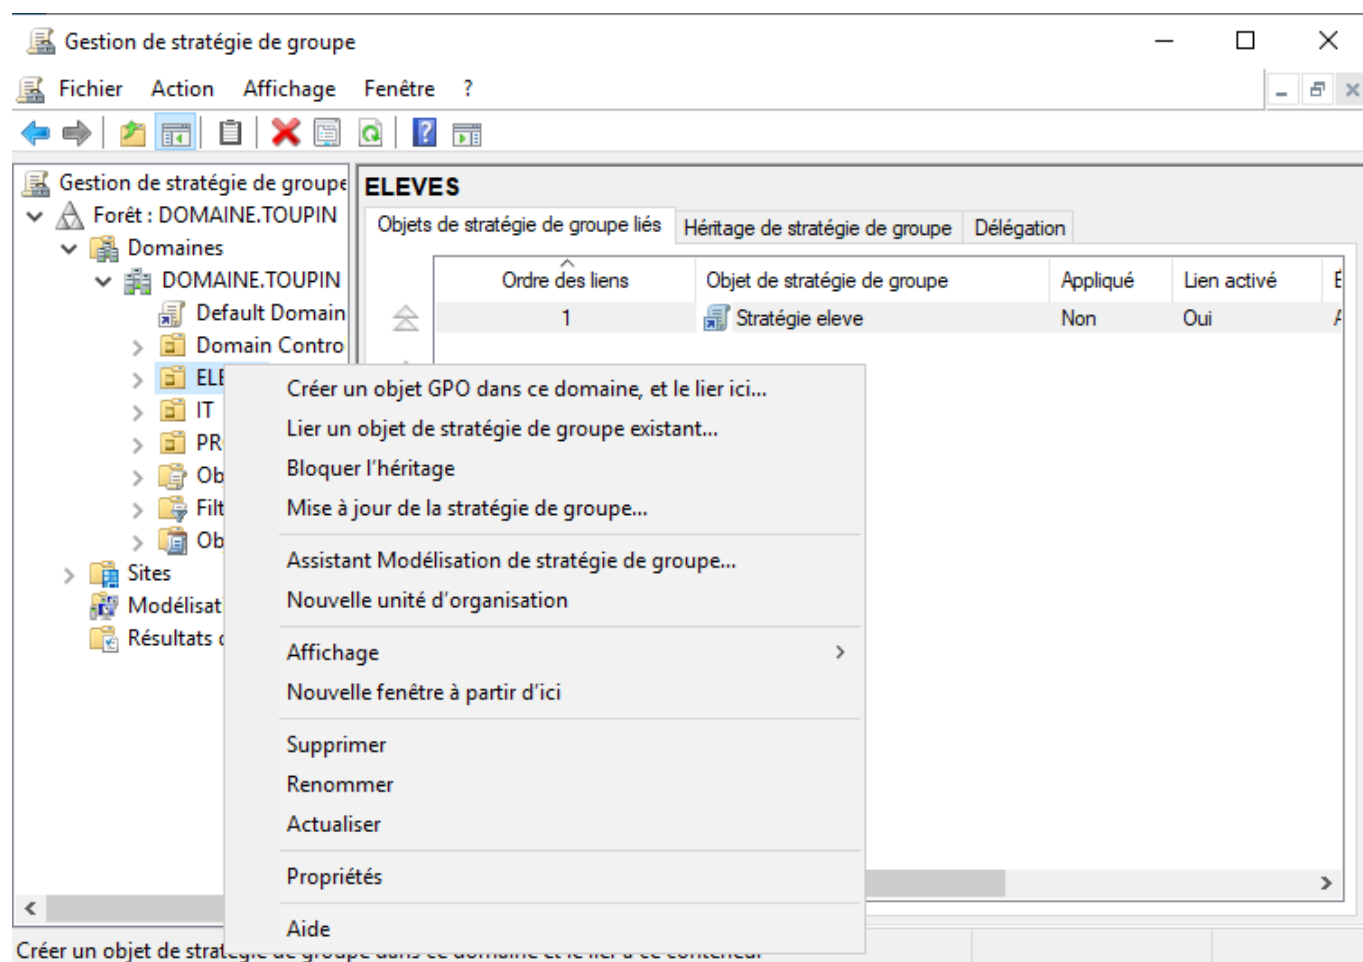 Gestion de stratégie de groupe
Fichier Action Affichage Fenêtre ?
Gestion de stratégie de groupe
Forêt : DOMAINE.TOUPIN
Domaines
DOMAINE.TOUPIN
Default Domain
Domain Contro
IT
Sites
ELEVES
Objets de stratégie de groupe liés Héritage de stratégie de groupe Délégation
Ordre des liens Objet de stratégie de groupe Appliqué Lien activé
1 Stratégie eleve Non Oui
Créer un objet GPO dans ce domaine, et le lier ici...
Lier un objet de stratégie de groupe existant...
Bloquer l'héritage
Mise à jour de la stratégie de groupe...
Assistant Modélisation de stratégie de groupe...
Nouvelle unité d'organisation
Affichage
Nouvelle fenêtre à partir d'ici
Supprimer
Renommer
Actualiser
Propriétés
Aide
Créer un objet de